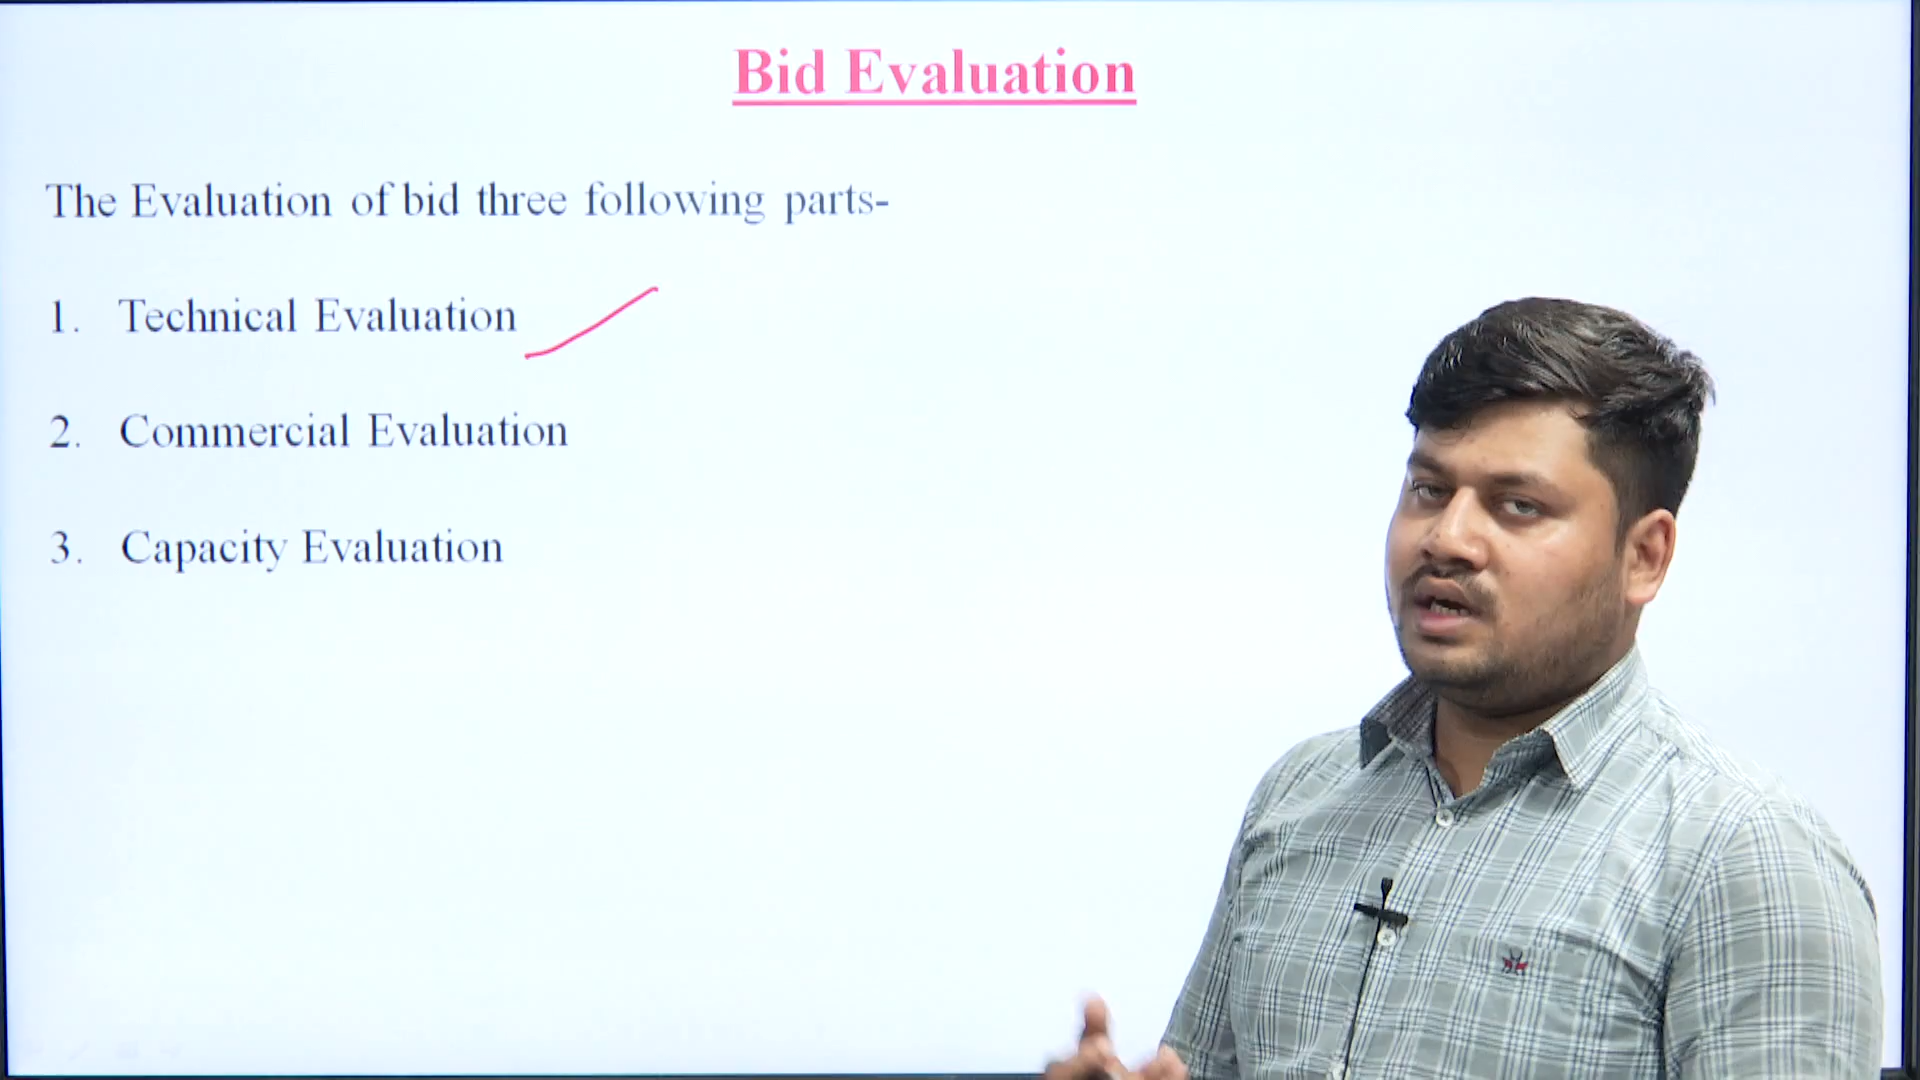 Bid Evaluation
The Evaluation of bid three following parts-
1. Technical Evaluation
2. Commercial Evaluation
3. Capacity Evaluation